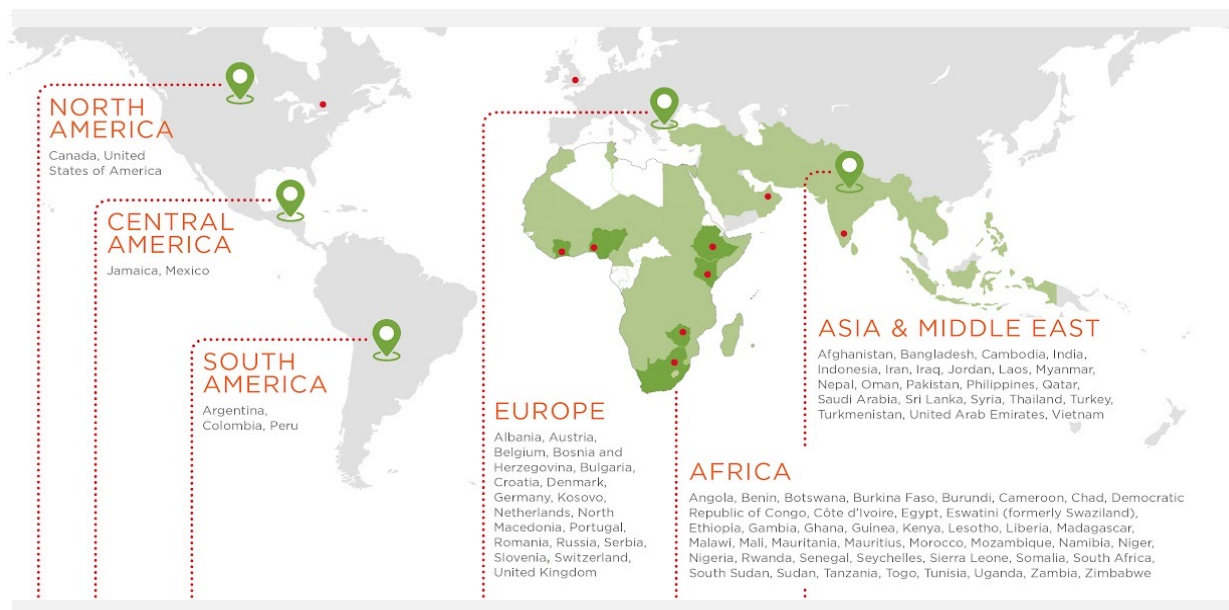 NORTH
AMERICA
Canada, United
States of America
CENTRAL
AMERICA
Jamaica, Mexico
SOUTH
AMERICA
Argentina,
Colombia, Peru
EUROPE
Albania, Austria,
Belgium, Bosnia and
Herzegovina, Bulgaria,
Croatia, Denmark,
Germany, Kosovo,
Netherlands, North
Macedonia, Portugal,
Romania, Russia, Serbia,
Slovenia, Switzerland,
United Kingdom
ASIA & MIDDLE EAST
Afghanistan, Bangladesh, Cambodia, India,
Indonesia, Iran, Iraq, Jordan, Laos, Myanmar,
Nepal, Oman, Pakistan, Philippines, Qatar,
Saudi Arabia, Sri Lanka, Syria, Thailand, Turkey,
Turkmenistan, United Arab Emirates, Vietnam
AFRICA
Angola, Benin, Botswana, Burkina Faso, Burundi, Cameroon, Chad, Democratic
Republic of Congo, Côte d'Ivoire, Egypt, Eswatini (formerly Swaziland),
Ethiopia, Gambia, Ghana, Guinea, Kenya, Lesotho, Liberia, Madagascar,
Malawi, Mali, Mauritania, Mauritius, Morocco, Mozambique, Namibia, Niger,
Nigeria, Rwanda, Senegal, Seychelles, Sierra Leone, Somalia, South Africa,
South Sudan, Sudan, Tanzania, Togo, Tunisia, Uganda, Zambia, Zimbabwe